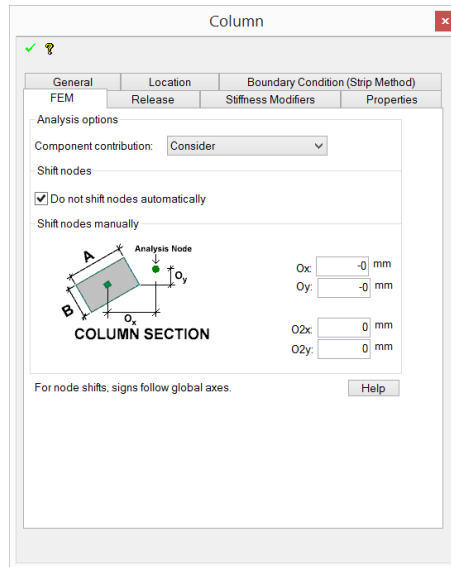 Column
×
✓ ?
General Location Boundary Condition (Strip Method)
FEM Release Stiffness Modifiers Properties
Analysis options
Component contribution: Consider
Shift nodes
Do not shift nodes automatically
Shift nodes manually
A
B
Analysis Node
Oy
Ox
COLUMN SECTION
Ox: -0 mm
Oy: -0 mm
O2x: 0 mm
O2y: 0 mm
For node shifts, signs follow global axes. Help